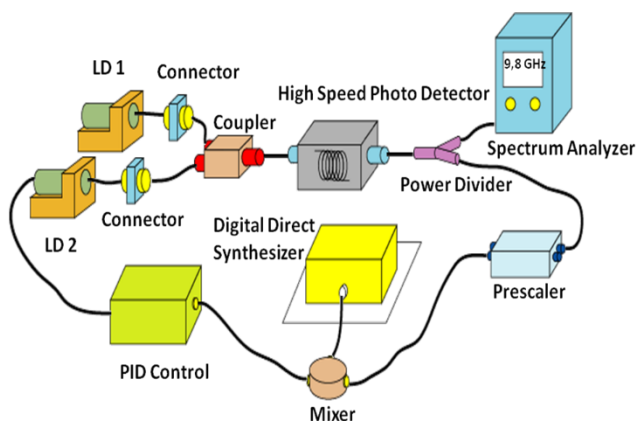 LD 1
Connector
Coupler
High Speed Photo Detector
9,8 GHz
Spectrum Analyzer
Power Divider
LD 2
Connector
Digital Direct
Synthesizer
Prescaler
PID Control
Mixer